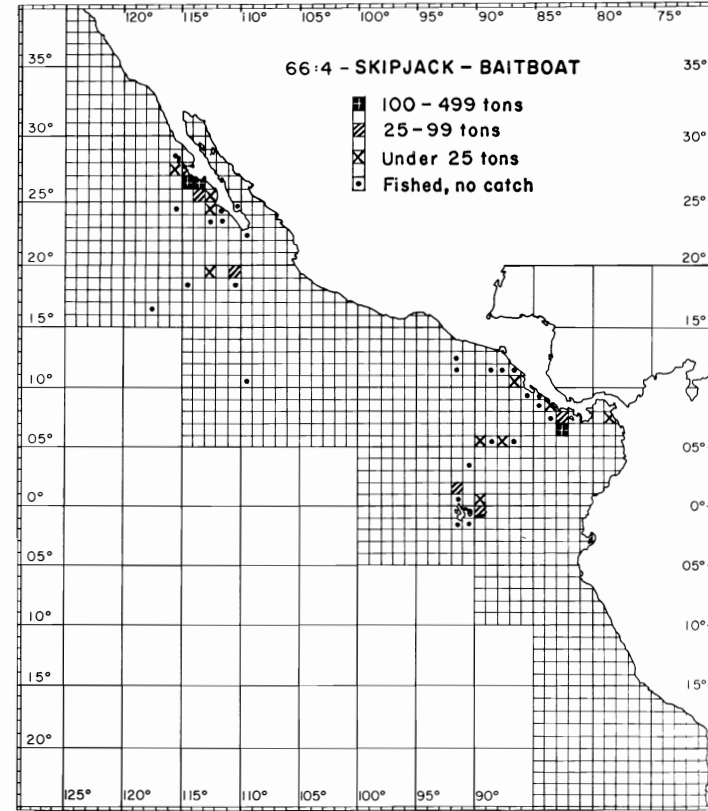 120° 115° 110° 105° 100° 95° 90° 85° 80° 75°
66:4 - SKIPJACK - BAITBOAT
100 - 499 tons
25 - 99 tons
Under 25 tons
Fished, no catch
35° 35°
30° 30°
25° 25°
20° 20°
15° 15°
10° 10°
05° 05°
0° 0°
05° 05°
10° 10°
15° 15°
20°
125° 120° 115° 110° 105° 100° 95° 90°